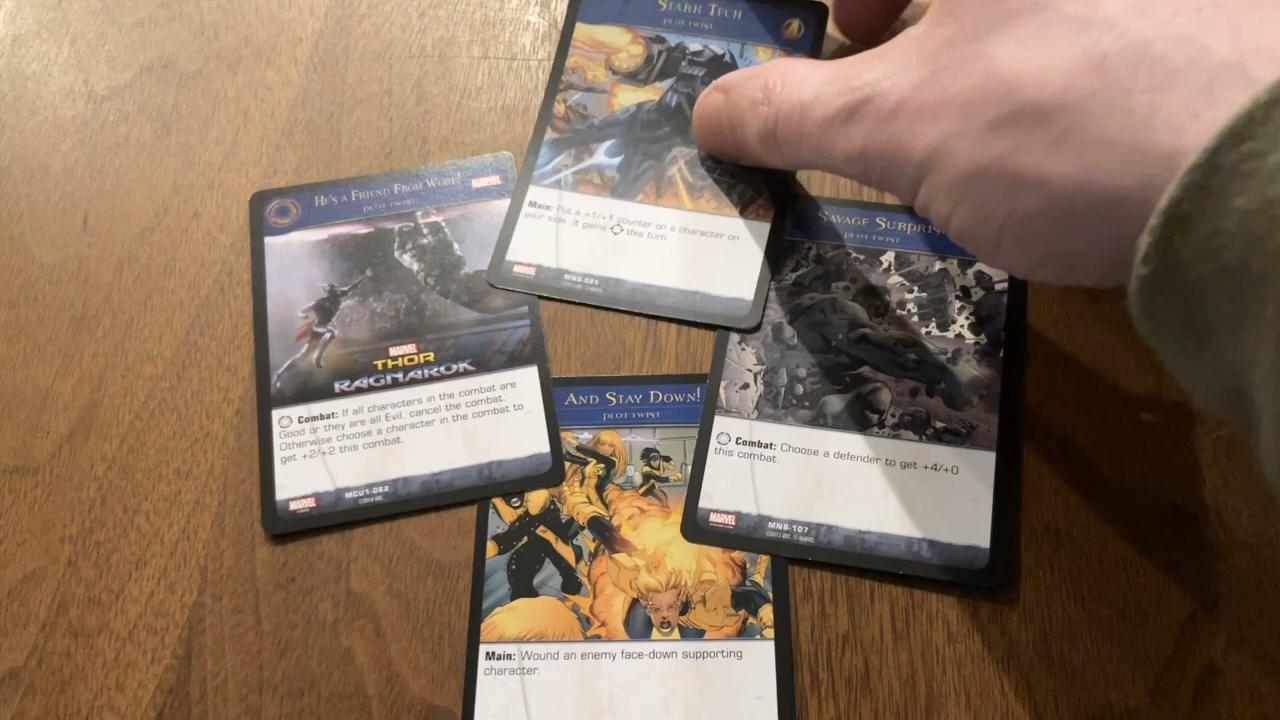 STARK TECH
PLOT TWIST
Main: Put a +1/+1 counter on a character on
your side. It gains this turn.
MARVEL
HE'S A FRIEND FROM WORK!
MARVEL
PLOT TWIST
MARVEL
THOR
RAGNAROK
Combat: If all characters in the combat are
Good or they are all Evil, cancel the combat.
Otherwise choose a character in the combat to
get +2/+2 this combat.
MARVEL
MCU1-062
SAVAGE SURPRIS
PLOT TWIST
Combat: Choose a defender to get +4/+0
this combat.
MARVEL
MNB-107
AND STAY DOWN!
PLOT TWIST
Main: Wound an enemy face-down supporting
character.